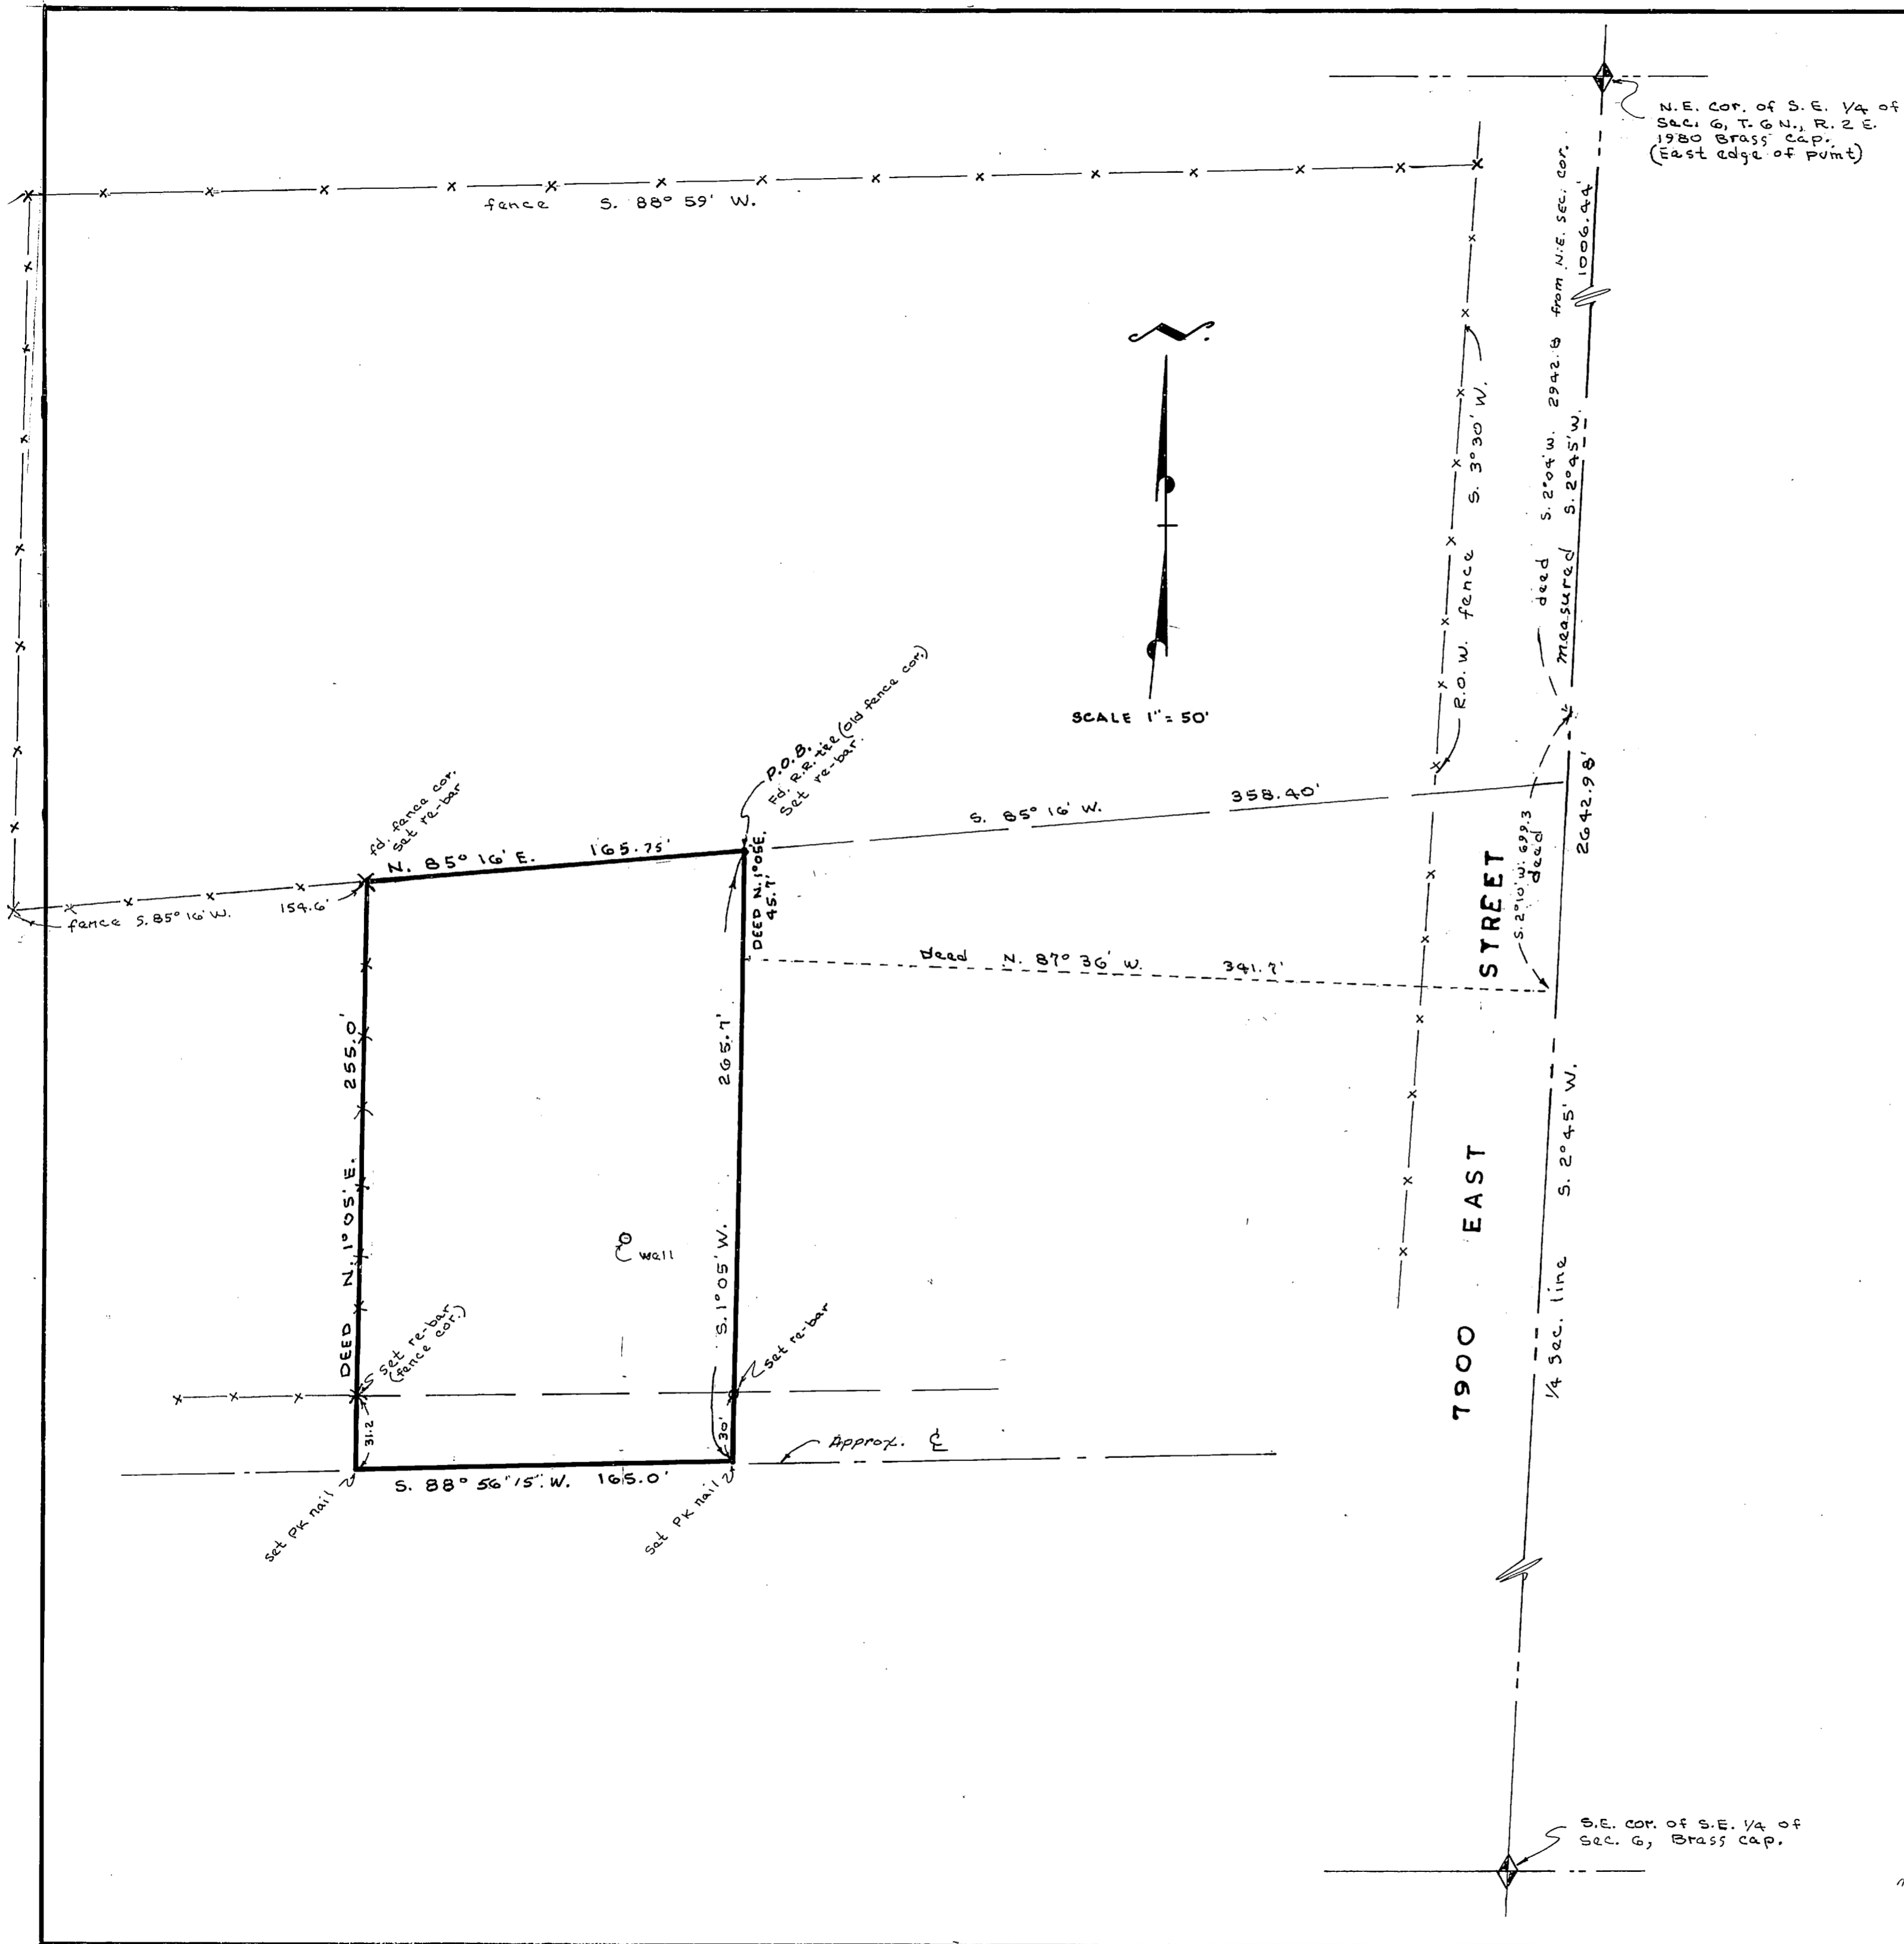 N.E. cor. of S.E. 1/4 of
Sec. 6, T. 6 N., R. 2 E.
1980 Brass Cap.
(East edge of pvmt)
fence S. 88° 59' W.
deed S. 2°04' W. 2942.8 from N.E. sec. cor.
measured S. 2°45' W. 1006.44'
R.O.W. fence S. 3°30' W.
N.
SCALE 1" = 50'
P.O.B.
Fd. R.R. tie (old fence cor.)
Set re-bar.
fd. fence cor.
set re-bar
N. 85° 16' E. 165.75'
S. 85° 16' W. 358.40'
2642.98'
fence S. 85° 16' W. 154.6'
DEED N. 1°05' E.
45.7'
S. 2°10' W. 699.3
deed
deed N. 87° 36' W. 341.7'
DEED N. 1°05' E. 255.0'
S. 1°05' W. 265.7'
well
7900 EAST STREET
1/4 Sec. line S. 2°45' W.
set re-bar
(fence cor.)
set re-bar
31.2
30'
Approx. ℄
S. 88° 56' 15" W. 165.0'
set PK nail
set PK nail
S.E. cor. of S.E. 1/4 of
Sec. 6, Brass cap.